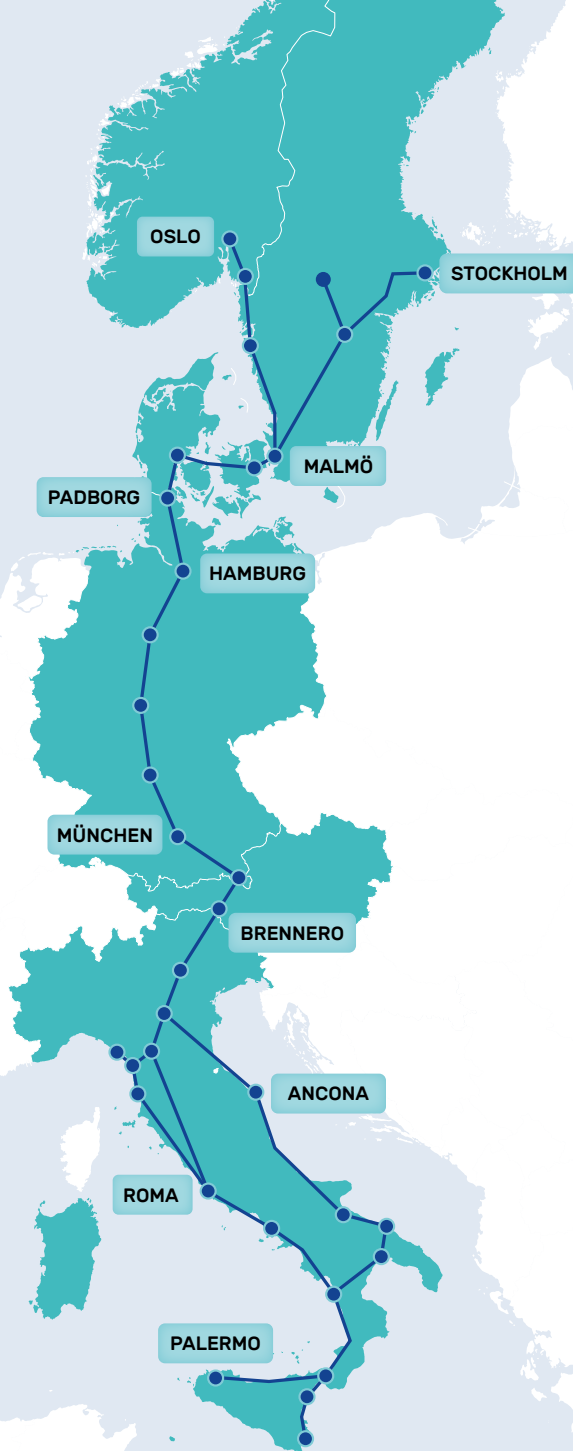 OSLO
STOCKHOLM
MALMÖ
PADBORG
HAMBURG
MÜNCHEN
BRENNERO
ANCONA
ROMA
PALERMO